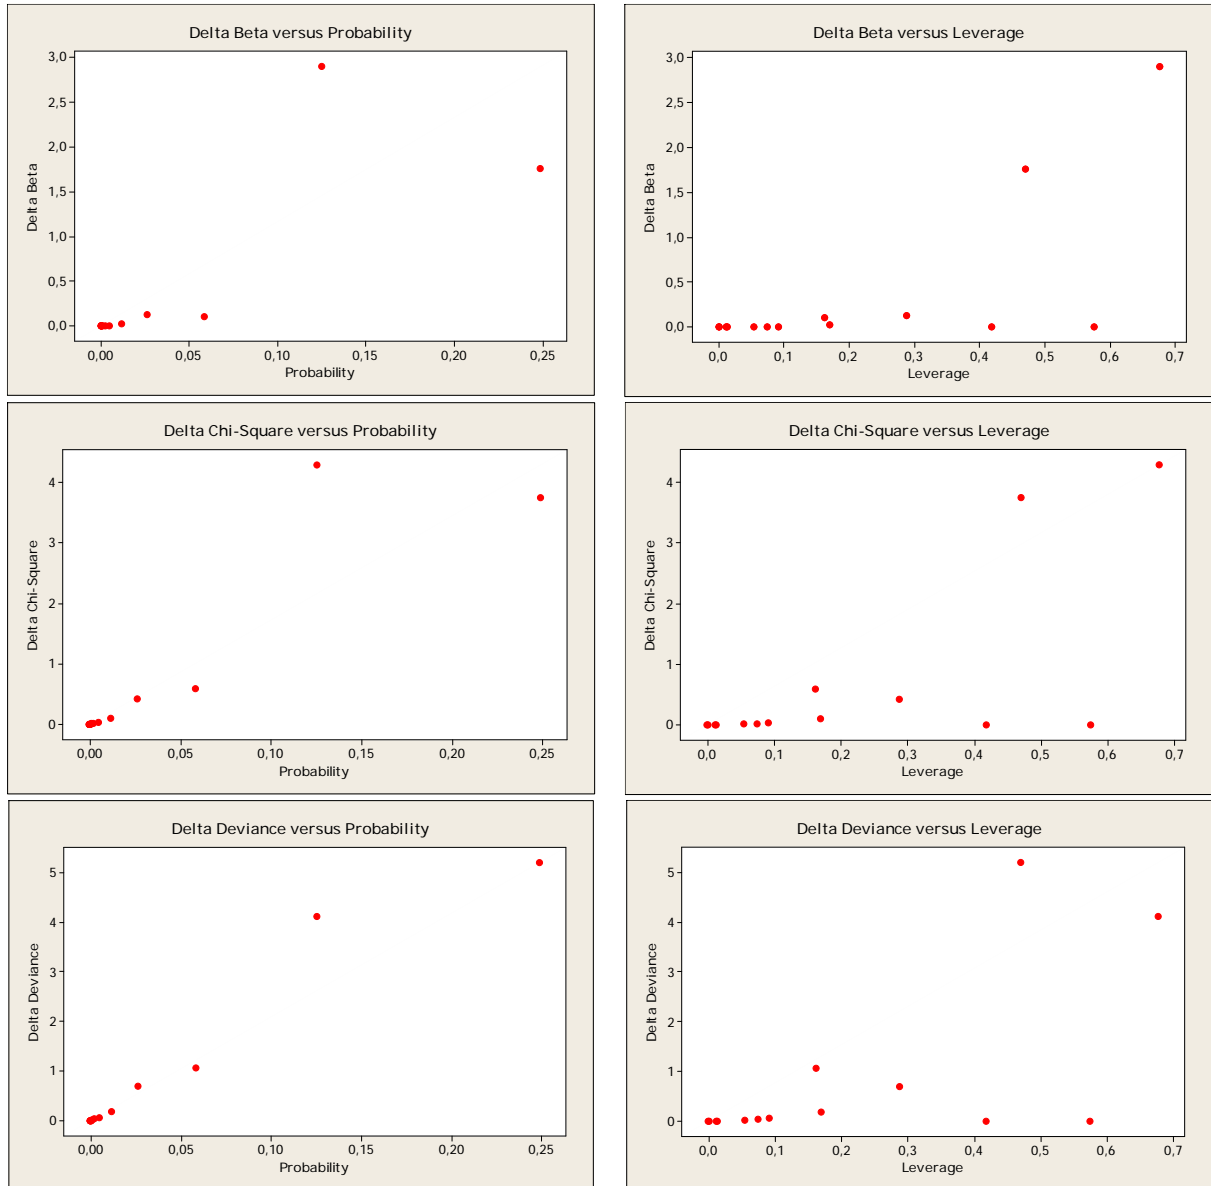 Delta Beta versus Probability
3,0
2,5
2,0
1,5
1,0
0,5
0,0
Delta Beta
0,00 0,05 0,10 0,15 0,20 0,25
Probability
Delta Beta versus Leverage
3,0
2,5
2,0
1,5
1,0
0,5
0,0
Delta Beta
0,0 0,1 0,2 0,3 0,4 0,5 0,6 0,7
Leverage
Delta Chi-Square versus Probability
4
3
2
1
0
Delta Chi-Square
0,00 0,05 0,10 0,15 0,20 0,25
Probability
Delta Chi-Square versus Leverage
4
3
2
1
0
Delta Chi-Square
0,0 0,1 0,2 0,3 0,4 0,5 0,6 0,7
Leverage
Delta Deviance versus Probability
5
4
3
2
1
0
Delta Deviance
0,00 0,05 0,10 0,15 0,20 0,25
Probability
Delta Deviance versus Leverage
5
4
3
2
1
0
Delta Deviance
0,0 0,1 0,2 0,3 0,4 0,5 0,6 0,7
Leverage